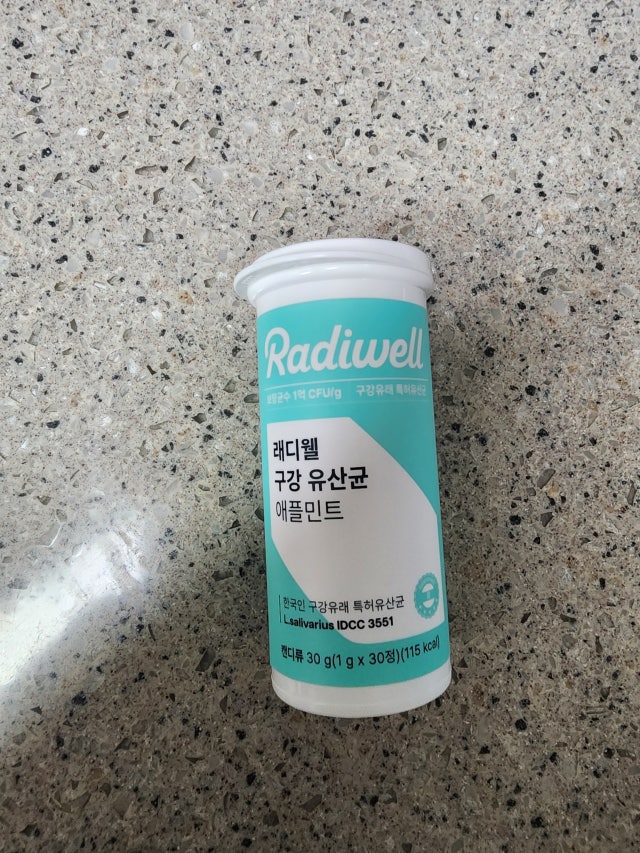 Radiwell
보장균수 1억 CFU/g 구강유래 특허유산균
래디웰
구강 유산균
애플민트
한국인 구강유래 특허유산균
L.salivarius IDCC 3551
캔디류 30 g(1 g x 30정)(115 kcal)